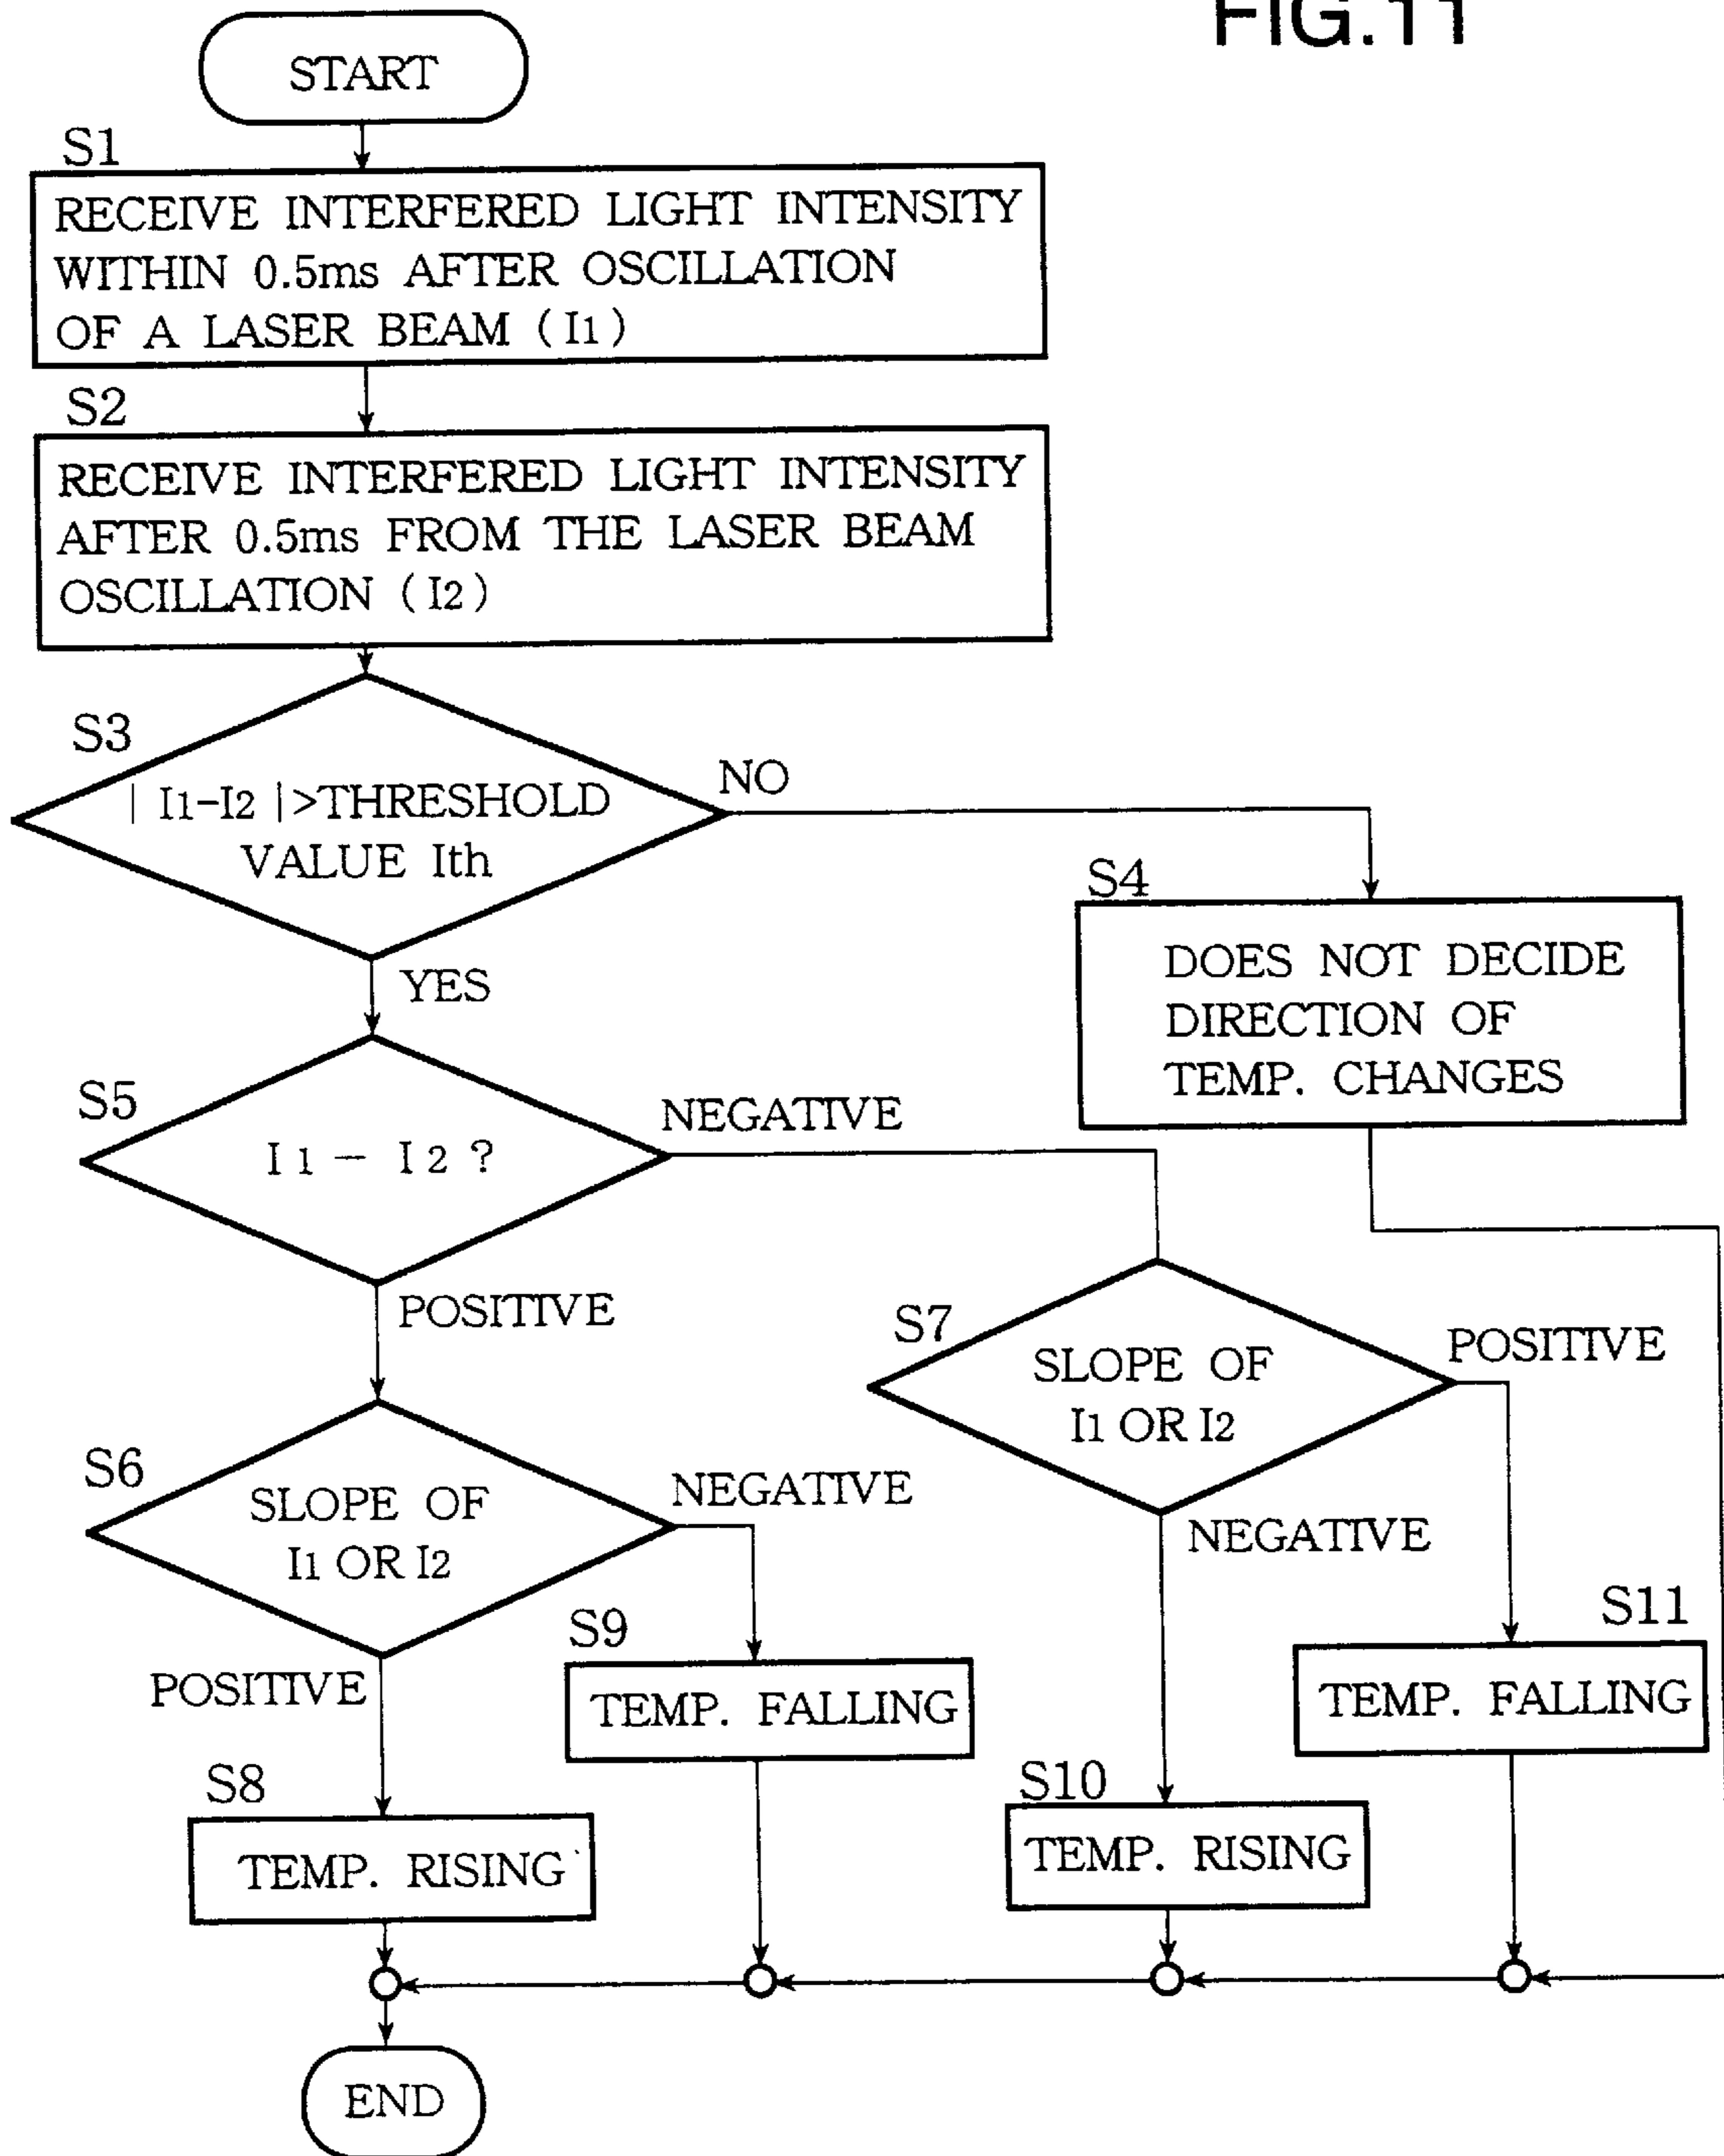 FIG.11
START
S1
RECEIVE INTERFERED LIGHT INTENSITY
WITHIN 0.5ms AFTER OSCILLATION
OF A LASER BEAM (I1)
S2
RECEIVE INTERFERED LIGHT INTENSITY
AFTER 0.5ms FROM THE LASER BEAM
OSCILLATION (I2)
S3
| I1-I2 |>THRESHOLD
VALUE Ith
NO
YES
S4
DOES NOT DECIDE
DIRECTION OF
TEMP. CHANGES
S5
I1 - I2 ?
NEGATIVE
POSITIVE
S7
SLOPE OF
I1 OR I2
POSITIVE
NEGATIVE
S6
SLOPE OF
I1 OR I2
NEGATIVE
POSITIVE
S9
TEMP. FALLING
S11
TEMP. FALLING
S8
TEMP. RISING
S10
TEMP. RISING
END